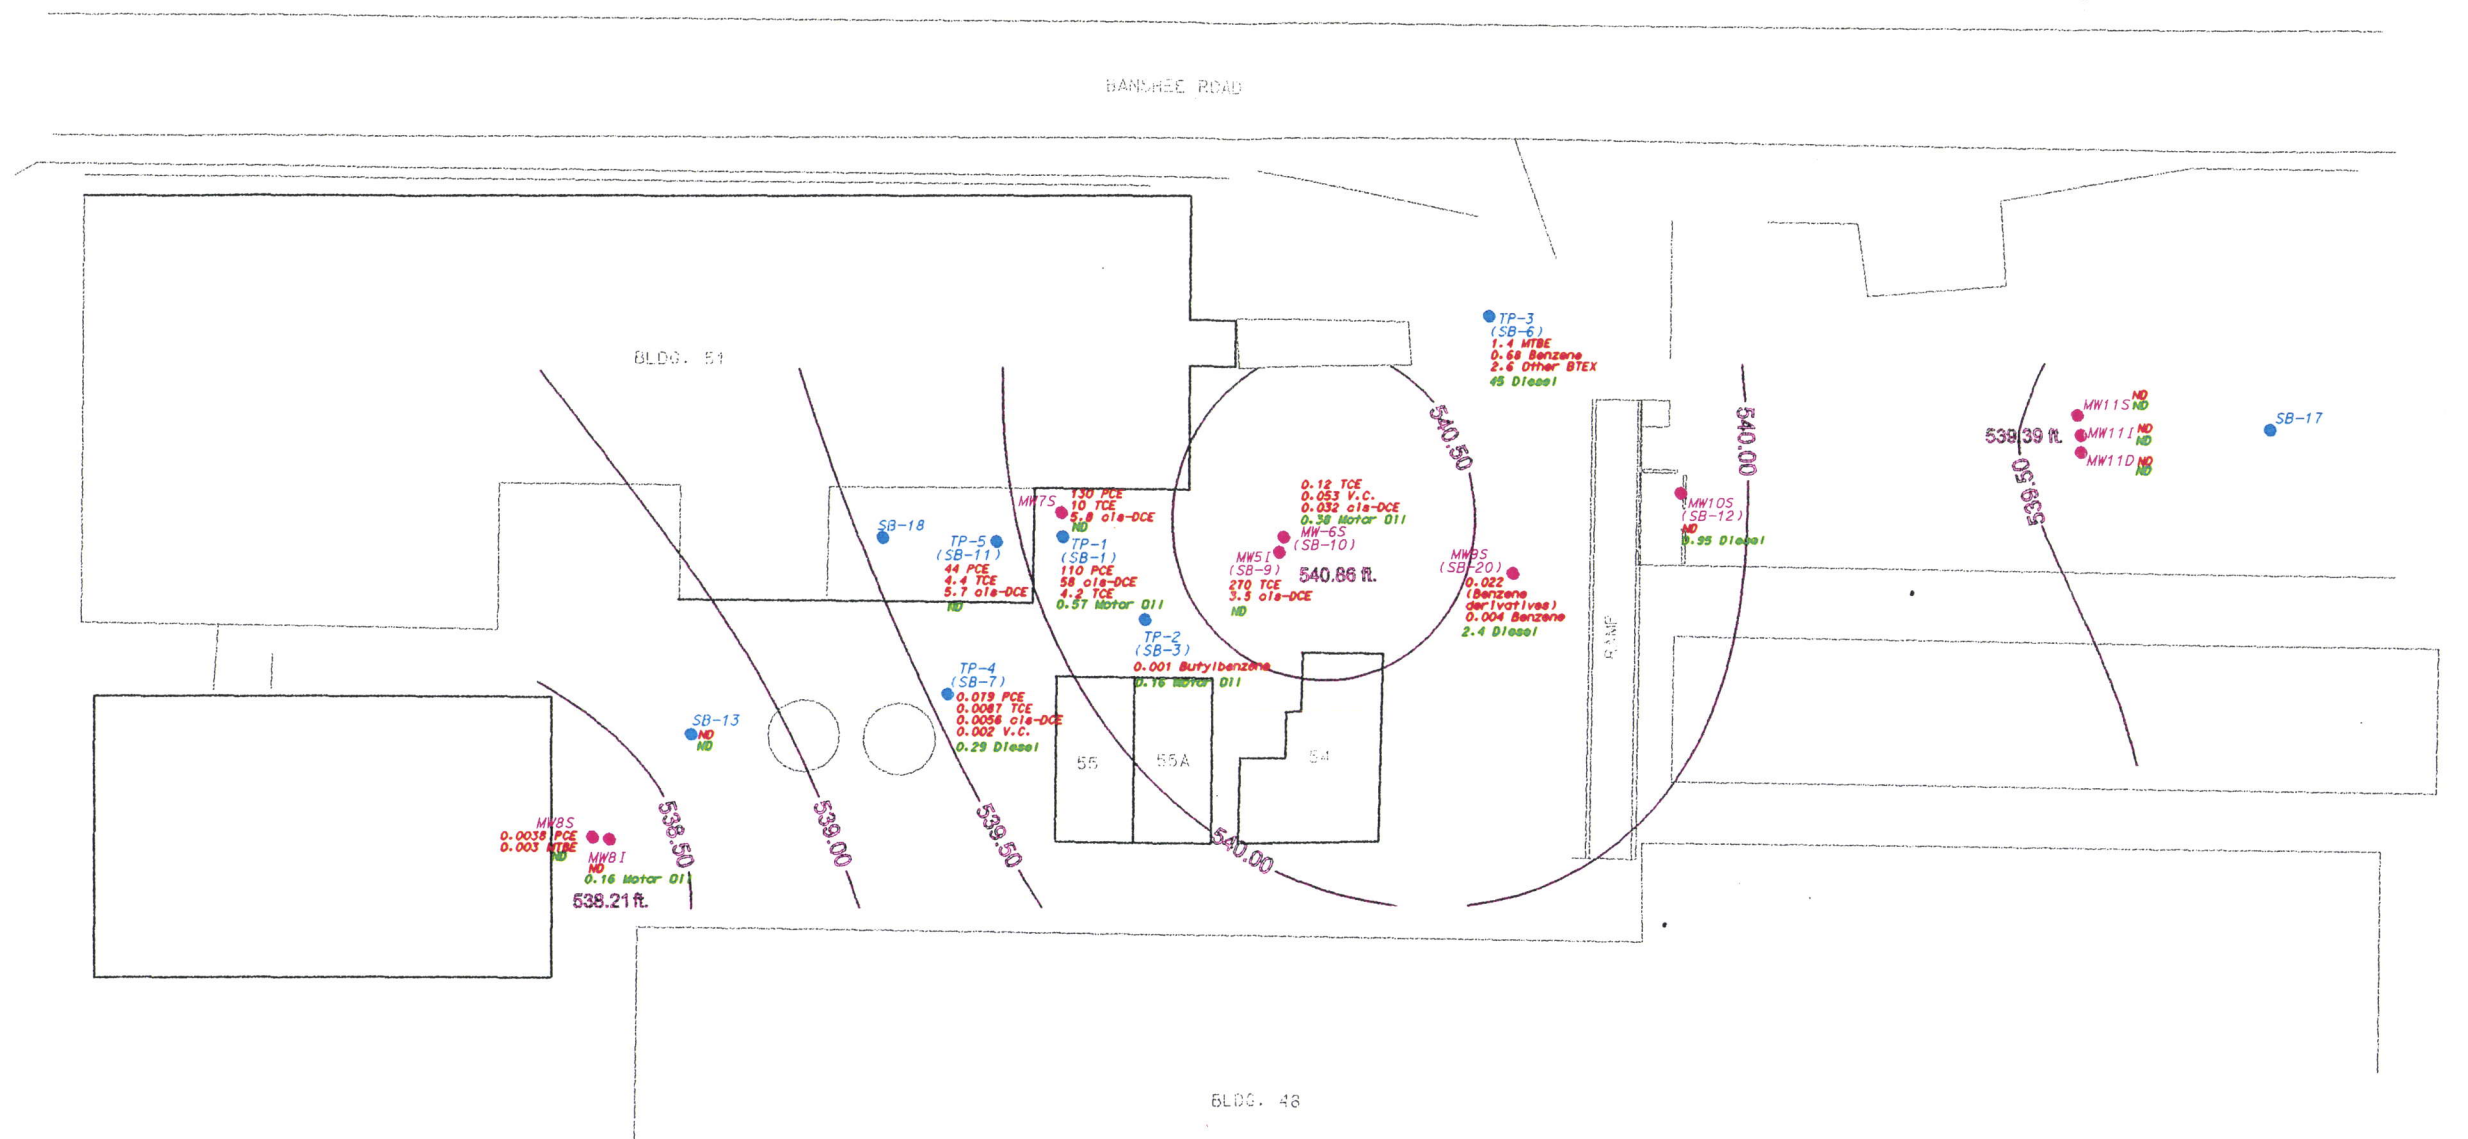 BANSHEE ROAD
BLDG. 51
TP-3
(SB-6)
1.4 MTBE
0.68 Benzene
2.6 Other BTEX
45 Diesel
540.50
540.00
539.50
539.39 ft.
MW11S ND
ND
MW11I ND
ND
MW11D ND
ND
SB-17
MW7S
130 PCE
10 TCE
5.8 cis-DCE
ND
SB-18
TP-5
(SB-11)
44 PCE
4.4 TCE
5.7 cis-DCE
ND
TP-1
(SB-1)
110 PCE
58 cis-DCE
4.2 TCE
0.57 Motor Oil
0.12 TCE
0.053 V.C.
0.032 cis-DCE
0.38 Motor Oil
MW-6S
(SB-10)
MW5I
(SB-9)
540.86 ft.
270 TCE
3.5 cis-DCE
ND
MW9S
(SB-20)
0.022
(Benzene
derivatives)
0.004 Benzene
2.4 Diesel
MW10S
(SB-12)
ND
0.95 Diesel
RAMP
TP-2
(SB-3)
0.001 Butylbenzene
0.16 Motor Oil
TP-4
(SB-7)
0.079 PCE
0.0087 TCE
0.0056 cis-DCE
0.002 V.C.
0.29 Diesel
SB-13
ND
ND
55
55A
54
538.50
539.00
539.50
540.00
MW8S
0.0038 PCE
0.003 MTBE
ND
MW8I
ND
0.16 Motor Oil
538.21 ft.
BLDG. 48